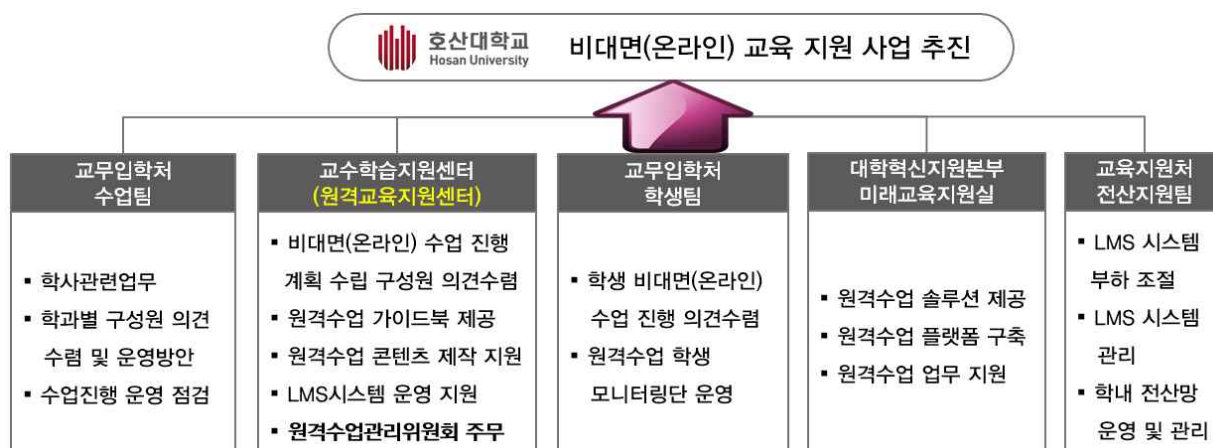 호산대학교
Hosan University
비대면(온라인) 교육 지원 사업 추진
교무입학처
수업팀
▪ 학사관련업무
▪ 학과별 구성원 의견
수렴 및 운영방안
▪ 수업진행 운영 점검
교수학습지원센터
(원격교육지원센터)
▪ 비대면(온라인) 수업 진행
계획 수립 구성원 의견수렴
▪ 원격수업 가이드북 제공
▪ 원격수업 콘텐츠 제작 지원
▪ LMS시스템 운영 지원
▪ 원격수업관리위원회 주무
교무입학처
학생팀
▪ 학생 비대면(온라인)
수업 진행 의견수렴
▪ 원격수업 학생
모니터링단 운영
대학혁신지원본부
미래교육지원실
▪ 원격수업 솔루션 제공
▪ 원격수업 플랫폼 구축
▪ 원격수업 업무 지원
교육지원처
전산지원팀
▪ LMS 시스템
부하 조절
▪ LMS 시스템
관리
▪ 학내 전산망
운영 및 관리